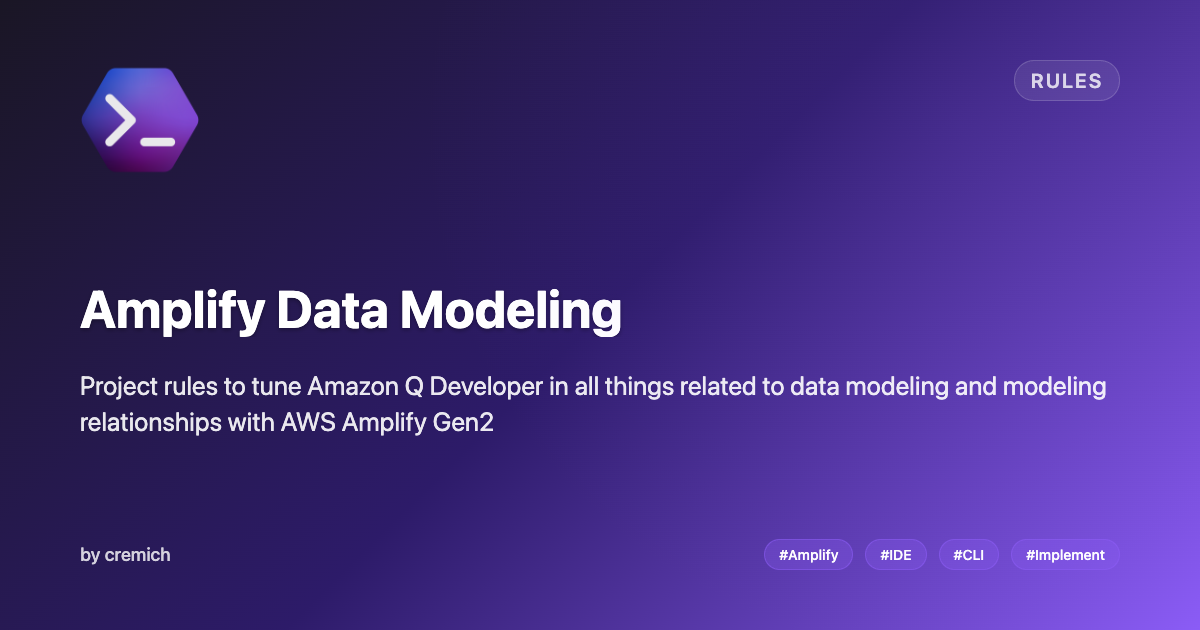 RULES
Amplify Data Modeling
Project rules to tune Amazon Q Developer in all things related to data modeling and modeling
relationships with AWS Amplify Gen2
by cremich
#Amplify
#IDE
#CLI
#Implement